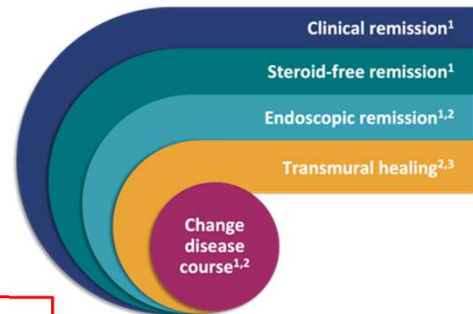 Clinical remission¹
Steroid-free remission¹
Endoscopic remission¹,²
Transmural healing²,³
Change
disease
course¹,²